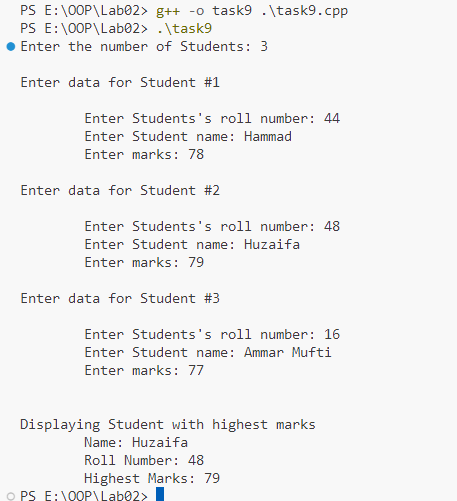 PS E:\OOP\Lab02> g++ -o task9 .\task9.cpp
PS E:\OOP\Lab02> .\task9
Enter the number of Students: 3
Enter data for Student #1
Enter Students's roll number: 44
Enter Student name: Hammad
Enter marks: 78
Enter data for Student #2
Enter Students's roll number: 48
Enter Student name: Huzaifa
Enter marks: 79
Enter data for Student #3
Enter Students's roll number: 16
Enter Student name: Ammar Mufti
Enter marks: 77
Displaying Student with highest marks
Name: Huzaifa
Roll Number: 48
Highest Marks: 79
PS E:\OOP\Lab02>